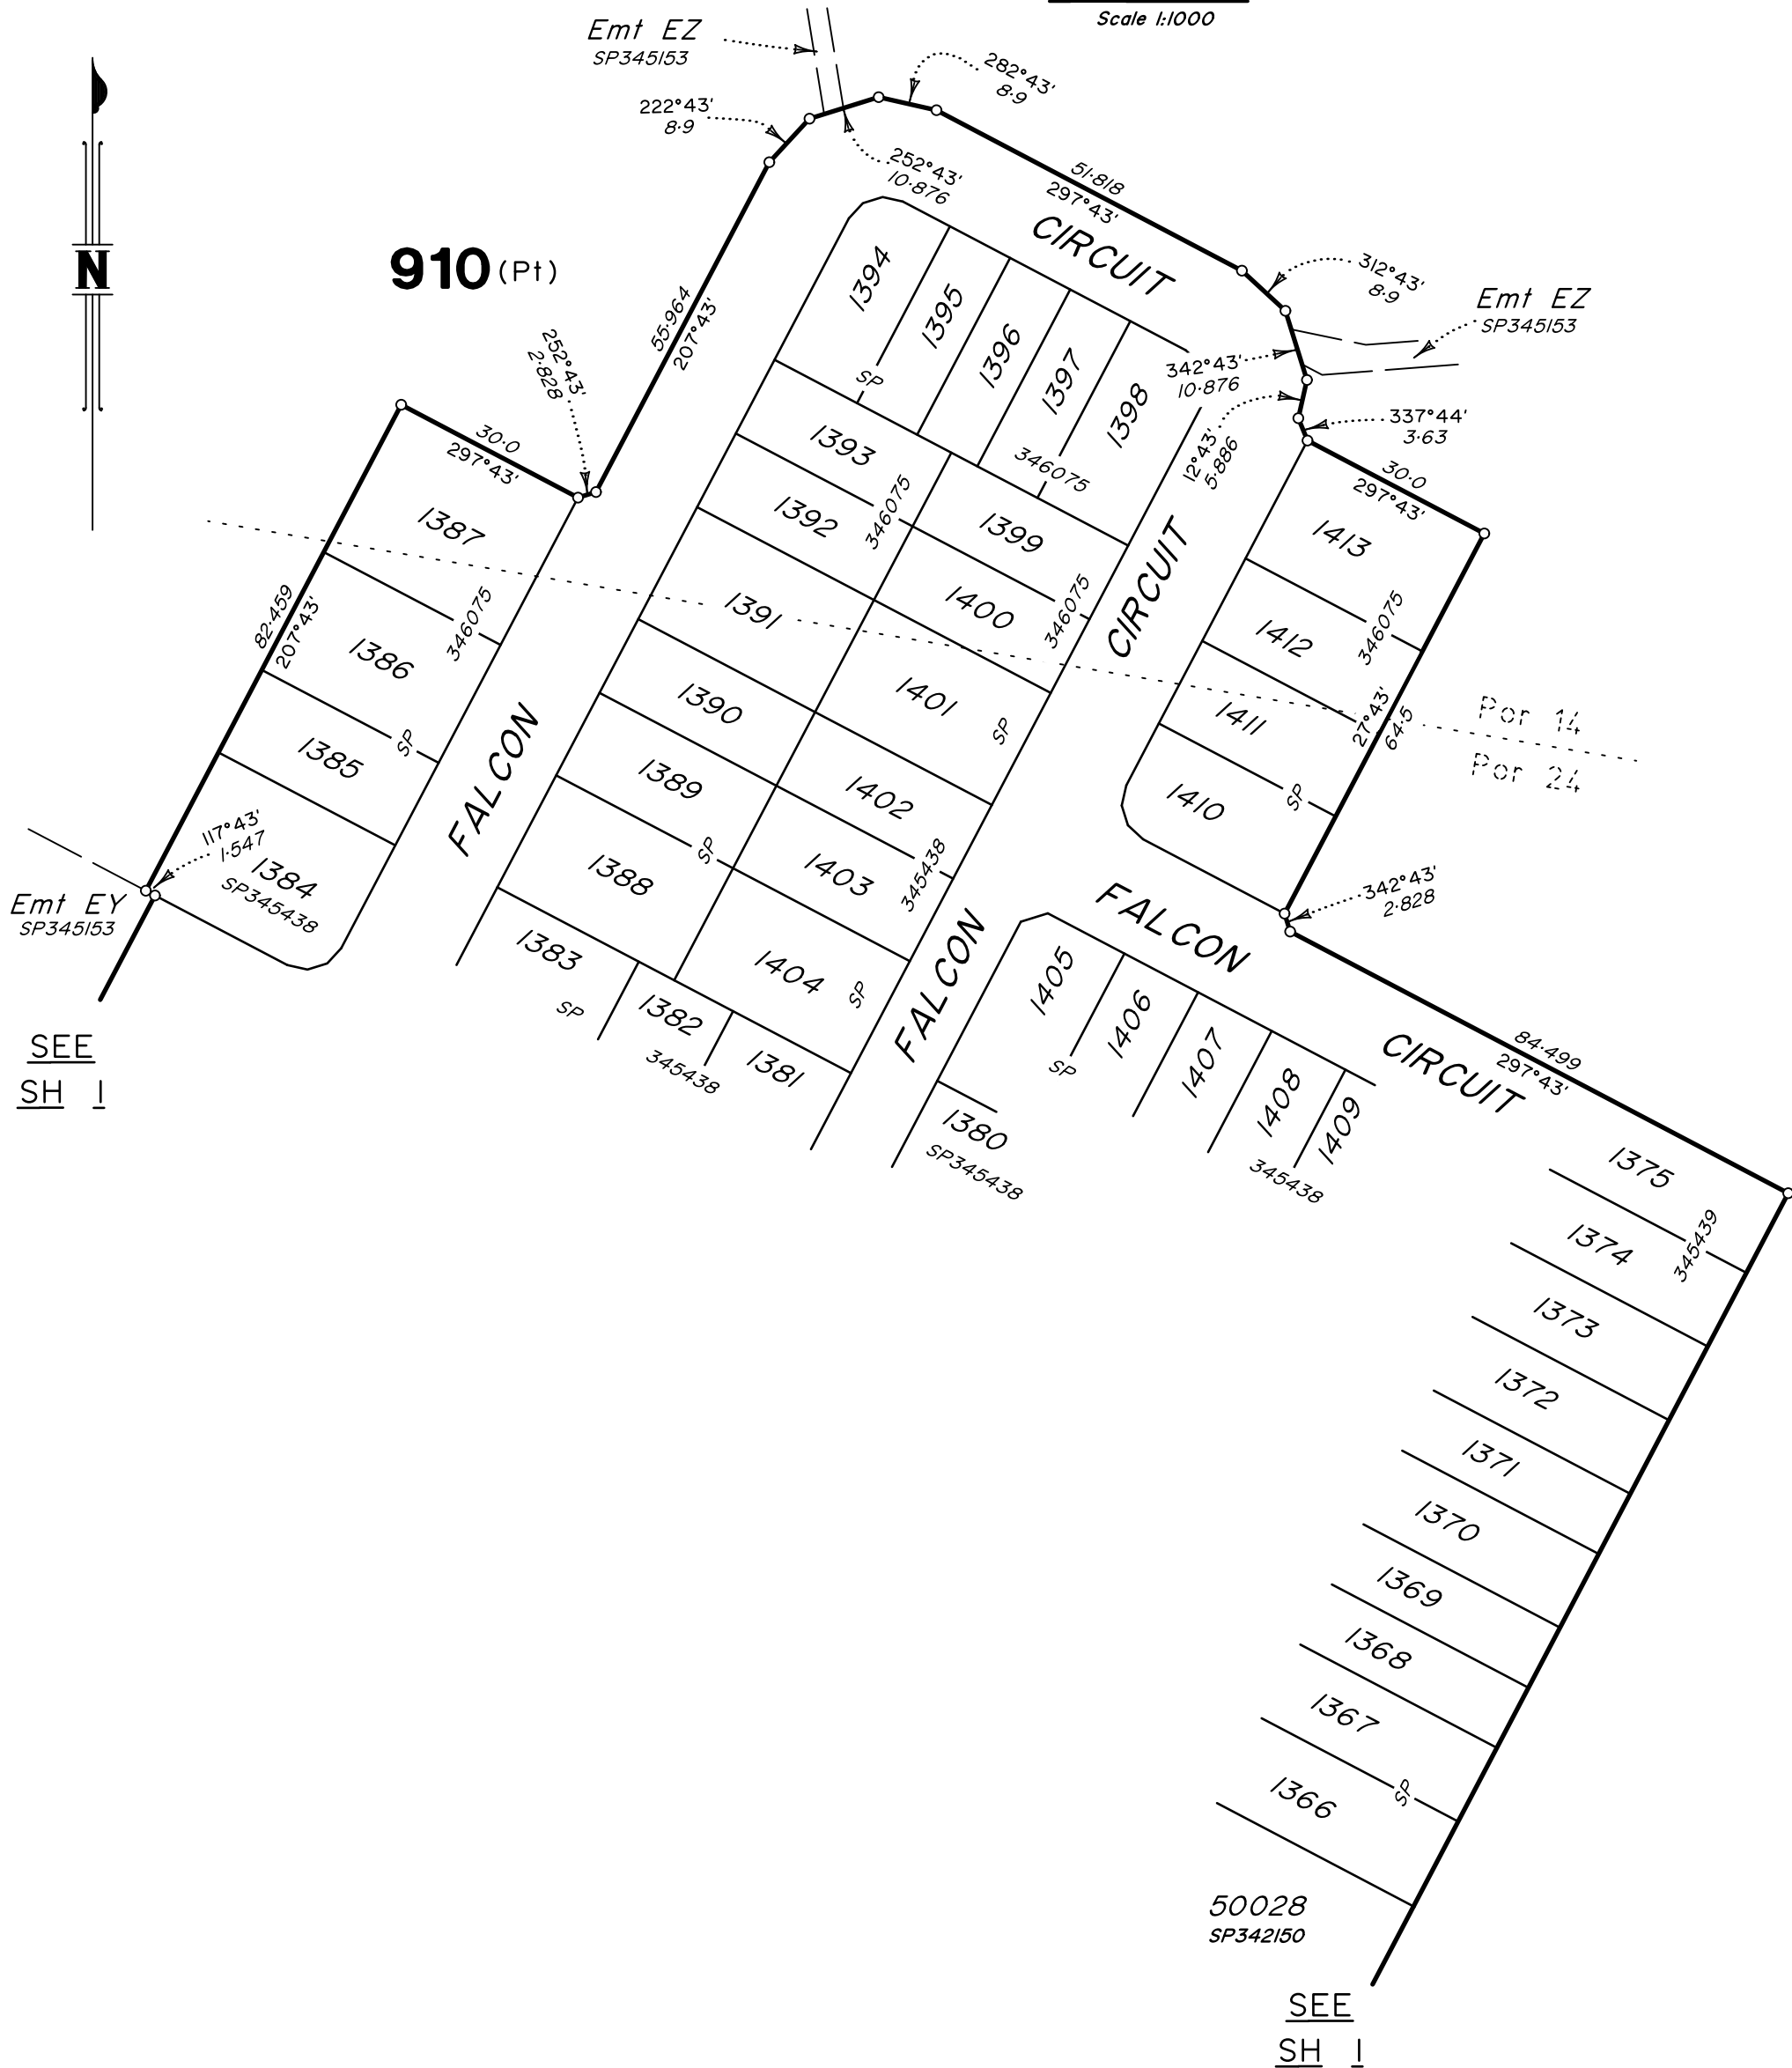 Scale 1:1000
Emt EZ
SP345153
282°43'
8·9
222°43'
8·9
252°43'
10·876
51·818
297°43'
CIRCUIT
N
910 (Pt)
312°43'
8·9
Emt EZ
SP345153
55·964
207°43'
252°43'
2·828
1394
1395
1396
1397
1398
SP
346075
342°43'
10·876
12°43'
5·886
337°44'
3·63
30·0
297°43'
30·0
297°43'
1387
1393
1392
346075
1399
1400
346075
CIRCUIT
1413
1412
346075
82·459
207°43'
346075
1386
1391
1401
SP
1411
27°43'
64·5
Por 14
Por 24
1385
SP
FALCON
1390
1389
1402
1410
SP
117°43'
1·547
1384
SP345438
Emt EY
SP345153
1388
SP
1403
345438
342°43'
2·828
FALCON
1383
SP
1382
345438
1381
1404
SP
FALCON
1405
SP
1406
1407
1408
1409
345438
CIRCUIT
84·499
297°43'
SEE
SH 1
1380
SP345438
1375
345439
1374
1373
1372
1371
1370
1369
1368
1367
SP
1366
50028
SP342150
SEE
SH 1